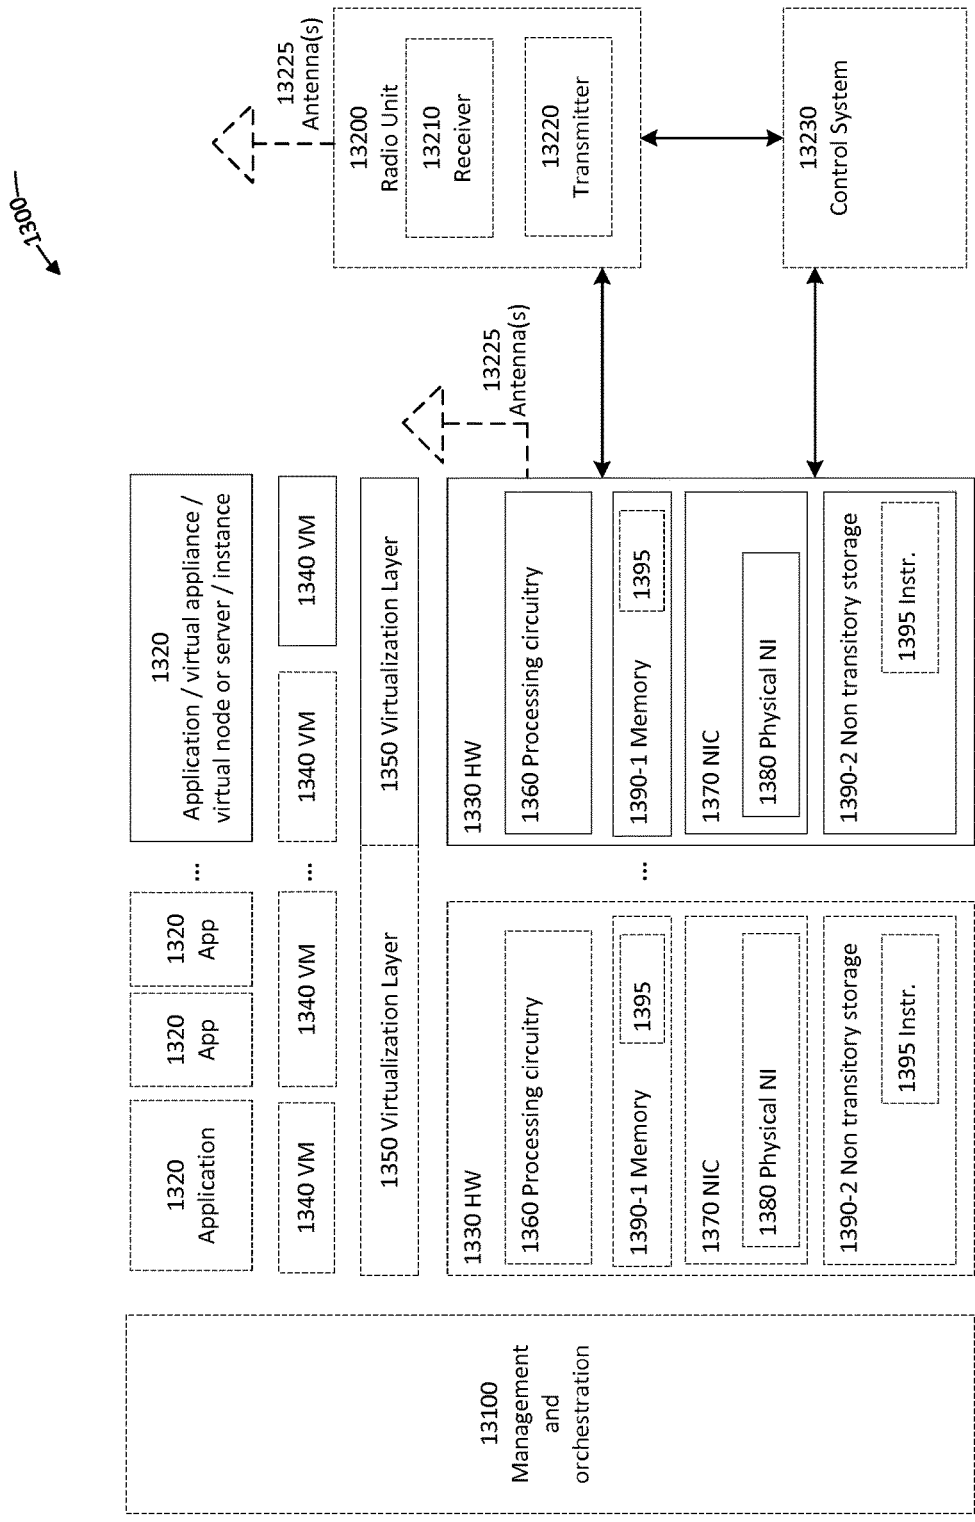 1300
13100
Management
and
orchestration
1320
Application
1320
App
1320
App
...
1320
Application / virtual appliance /
virtual node or server / instance
1340 VM
1340 VM
...
1340 VM
1340 VM
1350 Virtualization Layer
1350 Virtualization Layer
1330 HW
1360 Processing circuitry
1390-1 Memory
1395
1370 NIC
1380 Physical NI
1390-2 Non transitory storage
1395 Instr.
...
1330 HW
1360 Processing circuitry
1390-1 Memory
1395
1370 NIC
1380 Physical NI
1390-2 Non transitory storage
1395 Instr.
13225
Antenna(s)
13225
Antenna(s)
13200
Radio Unit
13210
Receiver
13220
Transmitter
13230
Control System